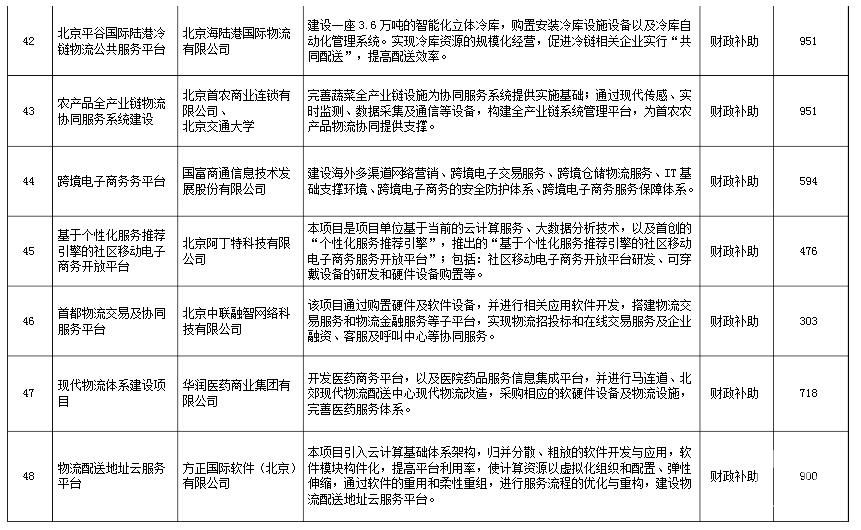 42
北京平谷国际陆港冷
链物流公共服务平台
北京海陆港国际物流
有限公司
建设一座3.6万吨的智能化立体冷库，购置安装冷库设施设备以及冷库自
动化管理系统。实现冷库资源的规模化经营，促进冷链相关企业实行“共
同配送”，提高配送效率。
财政补助
951
43
农产品全产业链物流
协同服务系统建设
北京首农商业连锁有
限公司、
北京交通大学
完善蔬菜全产业链设施为协同服务系统提供实施基础；通过现代传感、实
时监测、数据采集及通信等设备，构建全产业链系统管理平台，为首农农
产品物流协同提供支撑。
财政补助
951
44
跨境电子商务务平台
国富商通信息技术发
展股份有限公司
建设海外多渠道网络营销、跨境电子交易服务、跨境仓储物流服务、IT基
础支撑环境、跨境电子商务的安全防护体系、跨境电子商务服务保障体系。
财政补助
594
45
基于个性化服务推荐
引擎的社区移动电子
商务开放平台
北京阿丁特科技有限
公司
本项目是项目单位基于当前的云计算服务、大数据分析技术，以及首创的
“个性化服务推荐引擎”，推出的“基于个性化服务推荐引擎的社区移动
电子商务服务开放平台”；包括：社区移动电子商务开放平台研发、可穿
戴设备的研发和硬件设备购置等。
财政补助
476
46
首都物流交易及协同
服务平台
北京中联融智网络科
技有限公司
该项目通过购置硬件及软件设备，并进行相关应用软件开发，搭建物流交
易服务和物流金融服务等子平台，实现物流招投标和在线交易服务及企业
融资、客服及呼叫中心等协同服务。
财政补助
303
47
现代物流体系建设项
目
华润医药商业集团有
限公司
开发医药商务平台，以及医院药品服务信息集成平台，并进行马连道、北
郊现代物流配送中心现代物流改造，采购相应的软硬件设备及物流设施，
完善医药服务体系。
财政补助
718
48
物流配送地址云服务
平台
方正国际软件（北京）
有限公司
本项目引入云计算基础体系架构，归并分散、粗放的软件开发与应用，软
件模块构件化，提高平台利用率，使计算资源以虚拟化组织和配置、弹性
伸缩，通过软件的重用和柔性重组，进行服务流程的优化与重构，建设物
流配送地址云服务平台。
财政补助
900